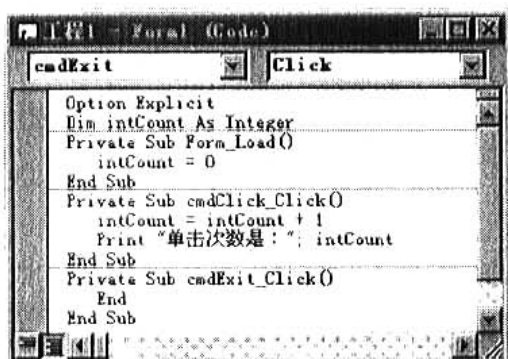 工程1 - Form1 (Code)
cmdExit Click
Option Explicit
Dim intCount As Integer
Private Sub Form_Load()
intCount = 0
End Sub
Private Sub cmdClick_Click()
intCount = intCount + 1
Print "单击次数是："; intCount
End Sub
Private Sub cmdExit_Click()
End
End Sub